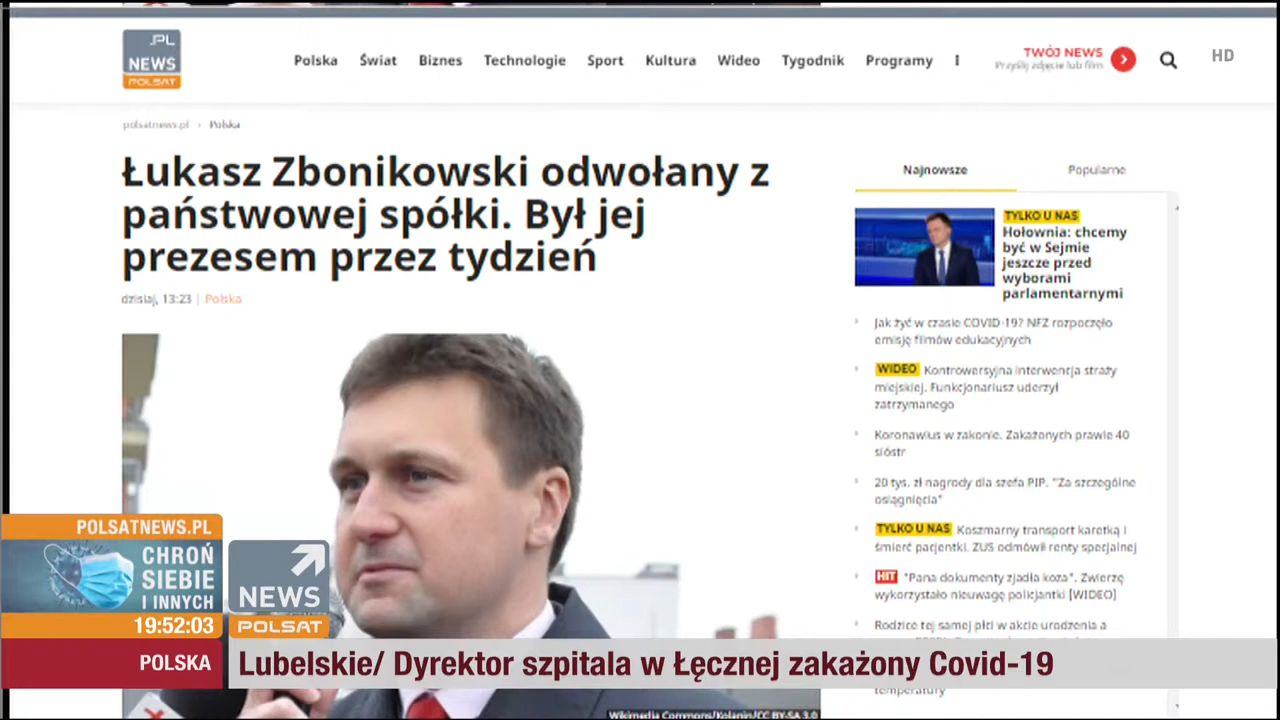 .PL
NEWS
POLSAT
Polska Świat Biznes Technologie Sport Kultura Wideo Tygodnik Programy
TWÓJ NEWS
Przyślij zdjęcie lub film
HD
polsatnews.pl › Polska
Łukasz Zbonikowski odwołany z
państwowej spółki. Był jej
prezesem przez tydzień
dzisiaj, 13:23 | Polska
Najnowsze Popularne
TYLKO U NAS
Hołownia: chcemy
być w Sejmie
jeszcze przed
wyborami
parlamentarnymi
Jak żyć w czasie COVID-19? NFZ rozpoczęło
emisję filmów edukacyjnych
WIDEO Kontrowersyjna interwencja straży
miejskiej. Funkcjonariusz uderzył
zatrzymanego
Koronawius w zakonie. Zakażonych prawie 40
sióstr
20 tys. zł nagrody dla szefa PIP. "Za szczególne
osiągnięcia"
TYLKO U NAS Koszmarny transport karetką i
śmierć pacjentki. ZUS odmówił renty specjalnej
HIT "Pana dokumenty zjadła koza". Zwierzę
wykorzystało nieuwagę policjantki [WIDEO]
Rodzice tej samej płci w akcie urodzenia a
temperatury
POLSATNEWS.PL
CHROŃ
SIEBIE
I INNYCH
19:52:03
NEWS
POLSAT
POLSKA
Lubelskie/ Dyrektor szpitala w Łęcznej zakażony Covid-19
Wikimedia Commons/Kolanin/CC BY-SA 3.0